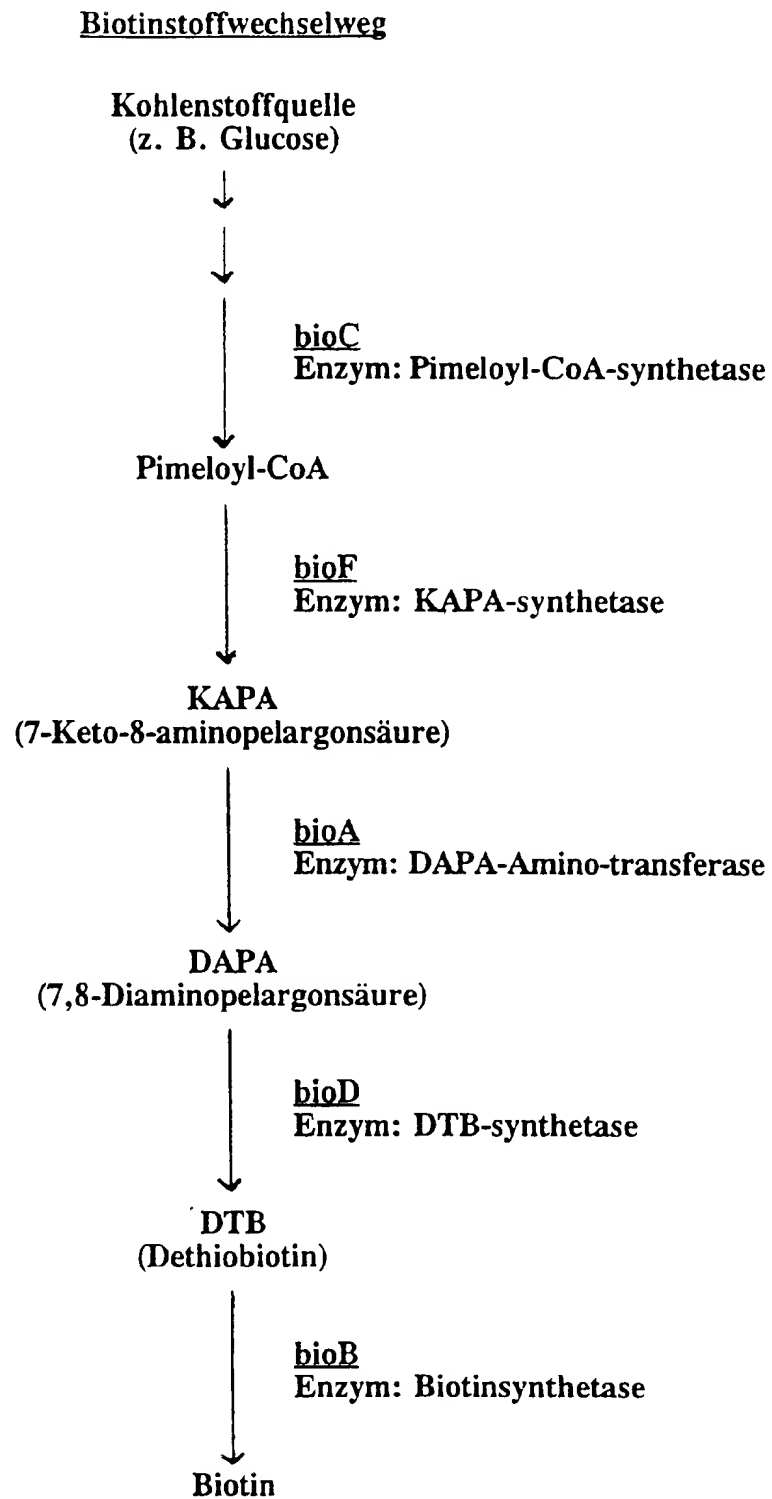 Biotinstoffwechselweg
Kohlenstoffquelle
(z. B. Glucose)
bioC
Enzym: Pimeloyl-CoA-synthetase
Pimeloyl-CoA
bioF
Enzym: KAPA-synthetase
KAPA
(7-Keto-8-aminopelargonsäure)
bioA
Enzym: DAPA-Amino-transferase
DAPA
(7,8-Diaminopelargonsäure)
bioD
Enzym: DTB-synthetase
DTB
(Dethiobiotin)
bioB
Enzym: Biotinsynthetase
Biotin